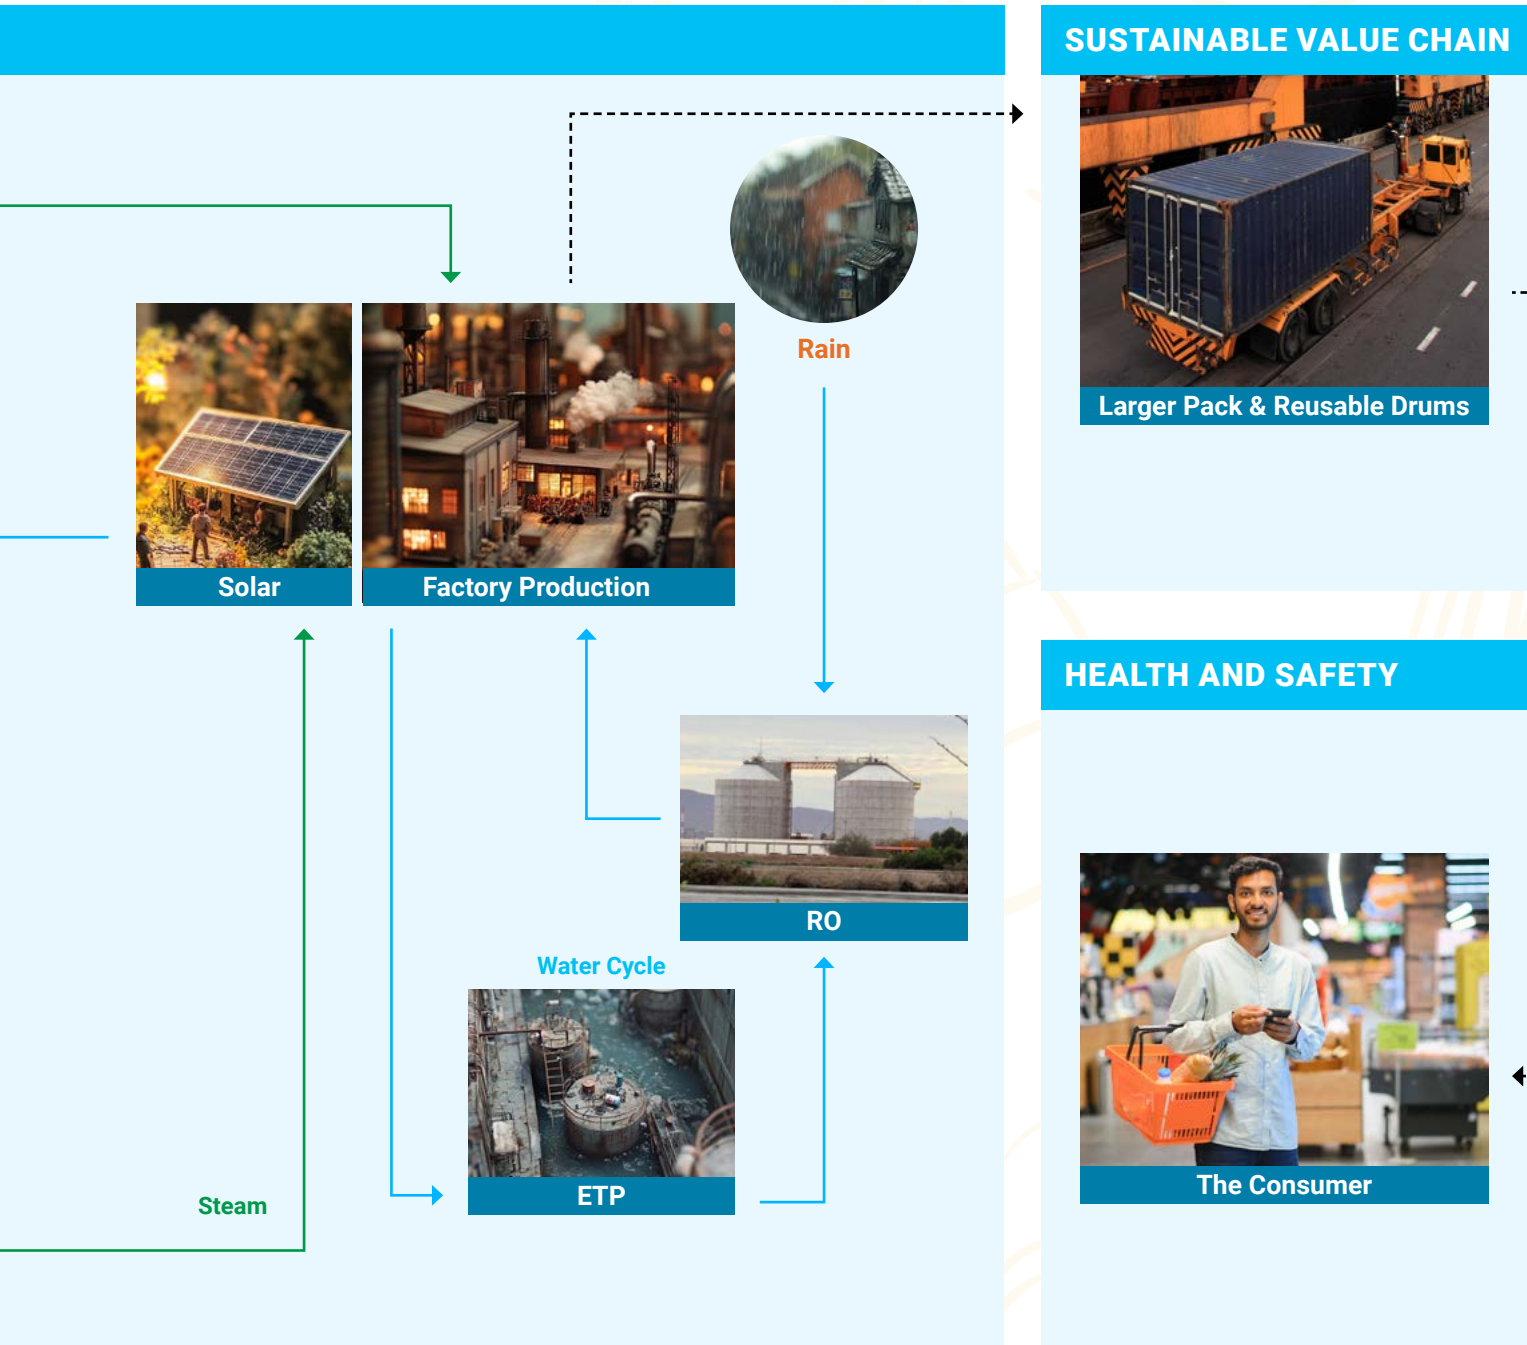 SUSTAINABLE VALUE CHAIN
Rain
Larger Pack & Reusable Drums
Solar
Factory Production
HEALTH AND SAFETY
RO
Water Cycle
ETP
The Consumer
Steam